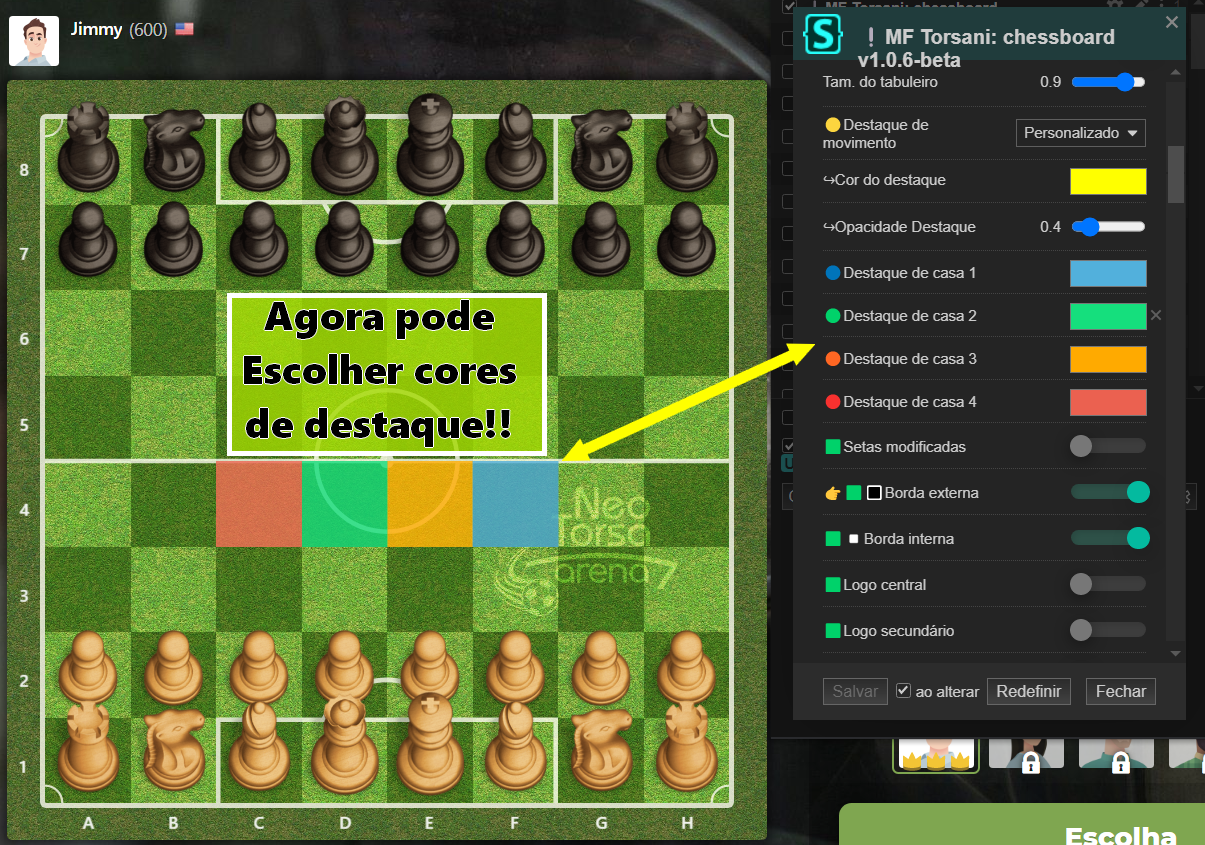 Jimmy (600)
8
7
6
5
4
3
2
1
A B C D E F G H
Agora pode
Escolher cores
de destaque!!
Neo
Torsa
arena 7
S
! MF Torsani: chessboard
v1.0.6-beta
Tam. do tabuleiro 0.9
Destaque de
movimento
Personalizado
↪Cor do destaque
↪Opacidade Destaque 0.4
Destaque de casa 1
Destaque de casa 2
Destaque de casa 3
Destaque de casa 4
Setas modificadas
Borda externa
Borda interna
Logo central
Logo secundário
Salvar ao alterar Redefinir Fechar
Escolha